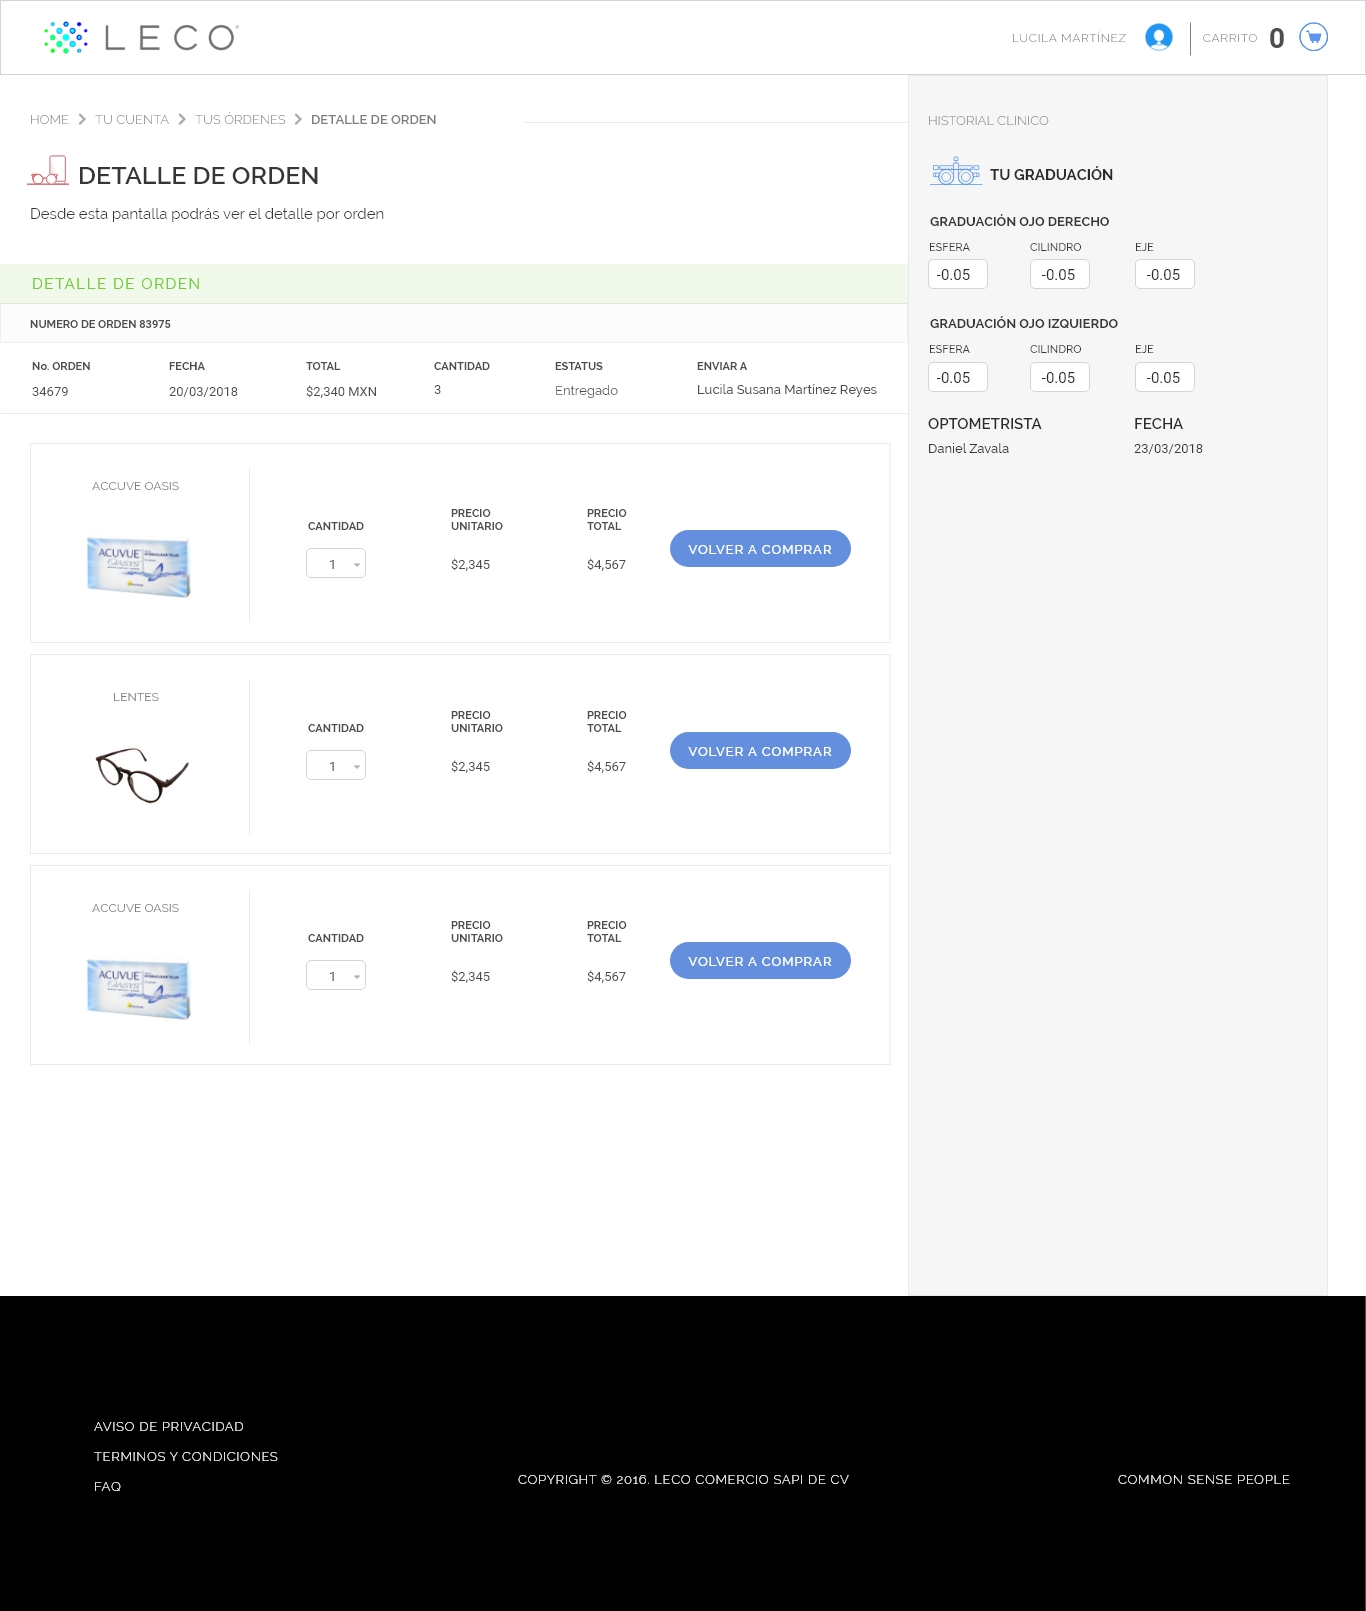 LECO
LUCILA MARTÍNEZ
CARRITO 0
HOME TU CUENTA TUS ÓRDENES DETALLE DE ORDEN
DETALLE DE ORDEN
Desde esta pantalla podrás ver el detalle por orden
DETALLE DE ORDEN
NUMERO DE ORDEN 83975
No. ORDEN FECHA TOTAL CANTIDAD ESTATUS ENVIAR A
34679 20/03/2018 $2,340 MXN 3 Entregado Lucila Susana Martínez Reyes
ACCUVE OASIS
ACUVUE
OASYS
CANTIDAD
1
PRECIO
UNITARIO
$2,345
PRECIO
TOTAL
$4,567
VOLVER A COMPRAR
LENTES
CANTIDAD
1
PRECIO
UNITARIO
$2,345
PRECIO
TOTAL
$4,567
VOLVER A COMPRAR
ACCUVE OASIS
ACUVUE
OASYS
CANTIDAD
1
PRECIO
UNITARIO
$2,345
PRECIO
TOTAL
$4,567
VOLVER A COMPRAR
HISTORIAL CLINICO
TU GRADUACIÓN
GRADUACIÓN OJO DERECHO
ESFERA CILINDRO EJE
-0.05 -0.05 -0.05
GRADUACIÓN OJO IZQUIERDO
ESFERA CILINDRO EJE
-0.05 -0.05 -0.05
OPTOMETRISTA FECHA
Daniel Zavala 23/03/2018
AVISO DE PRIVACIDAD
TERMINOS Y CONDICIONES
FAQ
COPYRIGHT © 2016. LECO COMERCIO SAPI DE CV
COMMON SENSE PEOPLE